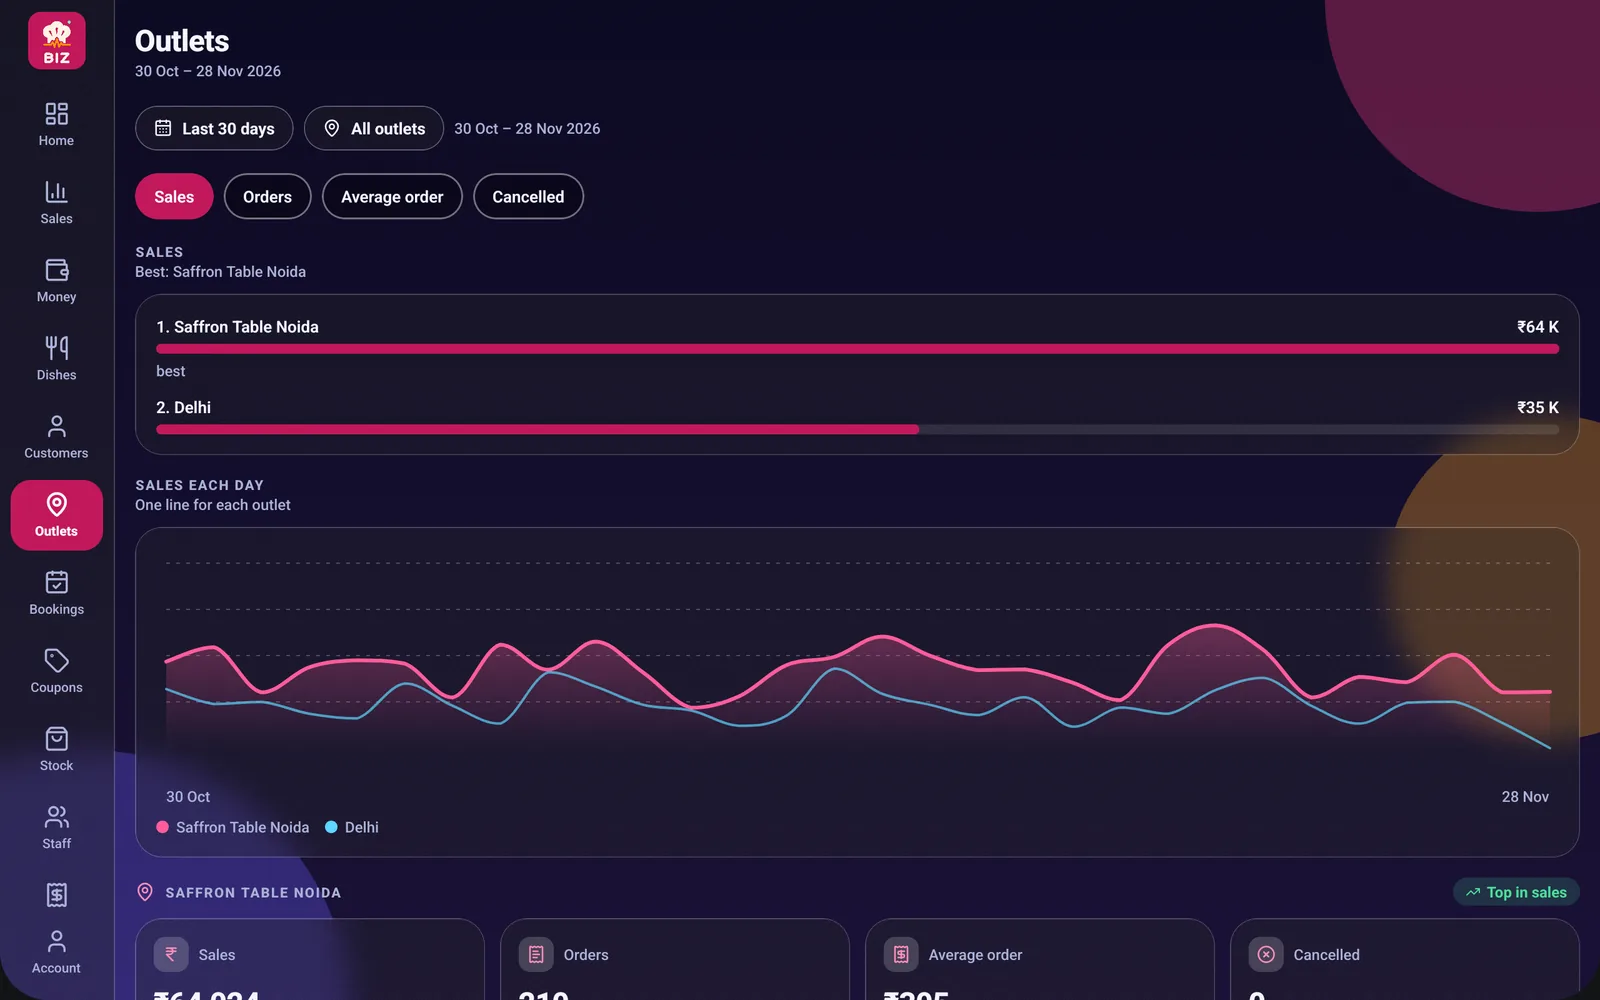 BIZ
Home
Sales
Money
Dishes
Customers
Outlets
Bookings
Coupons
Stock
Staff
Account
Outlets
30 Oct – 28 Nov 2026
Last 30 days
All outlets
30 Oct – 28 Nov 2026
Sales
Orders
Average order
Cancelled
SALES
Best: Saffron Table Noida
1. Saffron Table Noida
₹64 K
best
2. Delhi
₹35 K
SALES EACH DAY
One line for each outlet
30 Oct
28 Nov
Saffron Table Noida
Delhi
SAFFRON TABLE NOIDA
Top in sales
Sales
Orders
Average order
Cancelled